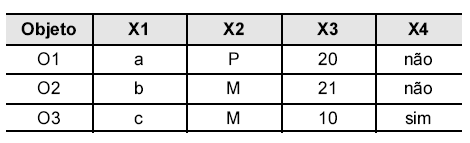 Objeto X1 X2 X3 X4
O1 a P 20 não
O2 b M 21 não
O3 c M 10 sim